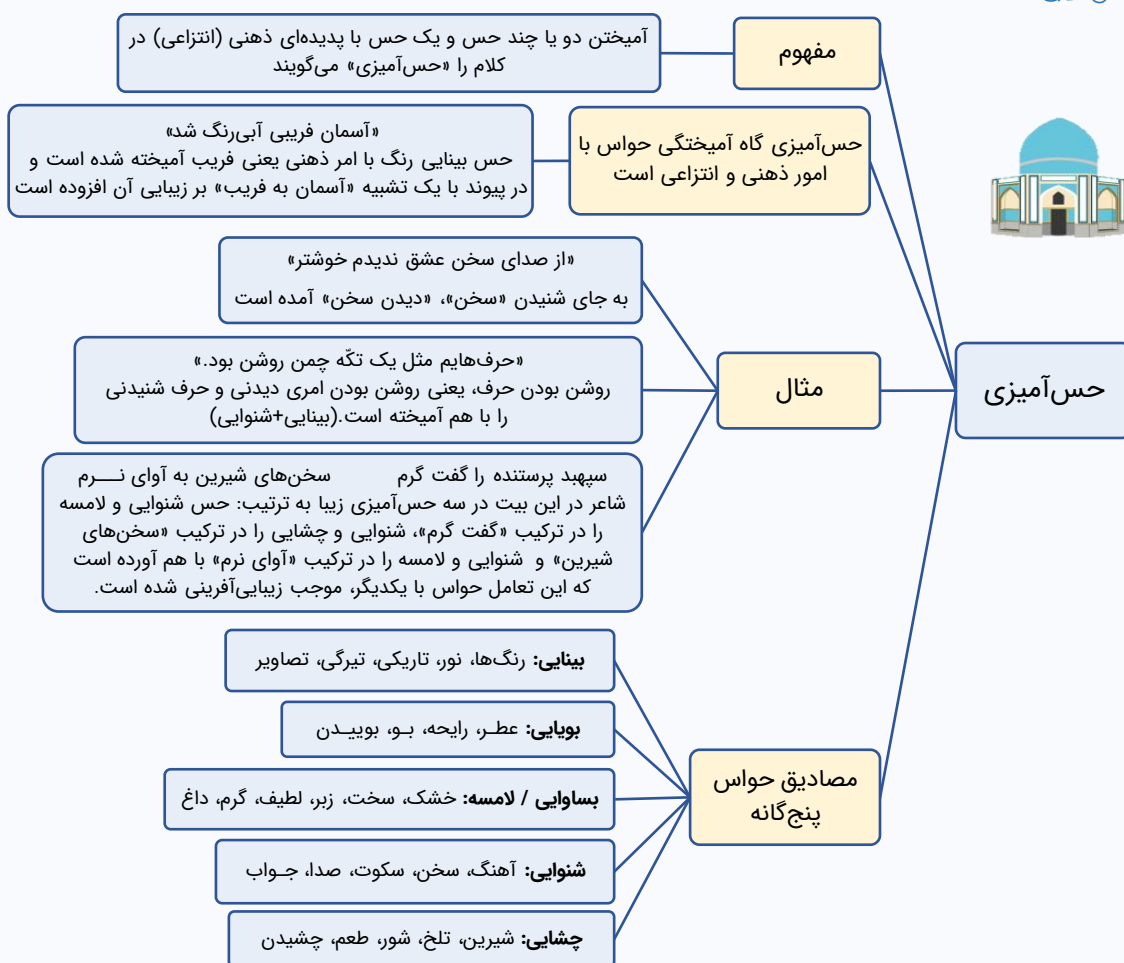 حس‌آمیزی
مفهوم
آمیختن دو یا چند حس و یک حس با پدیده‌ای ذهنی (انتزاعی) در
کلام را «حس‌آمیزی» می‌گویند
حس‌آمیزی گاه آمیختگی حواس با
امور ذهنی و انتزاعی است
«آسمان فریبی آبی‌رنگ شد»
حس بینایی رنگ با امر ذهنی یعنی فریب آمیخته شده است و
در پیوند با یک تشبیه «آسمان به فریب» بر زیبایی آن افزوده است
مثال
«از صدای سخن عشق ندیدم خوشتر»
به جای شنیدن «سخن»، «دیدن سخن» آمده است
«حرف‌هایم مثل یک تکّه چمن روشن بود.»
روشن بودن حرف، یعنی روشن بودن امری دیدنی و حرف شنیدنی
را با هم آمیخته است.(بینایی+شنوایی)
سپهبد پرستنده را گفت گرم سخن‌های شیرین به آوای نـــرم
شاعر در این بیت در سه حس‌آمیزی زیبا به ترتیب: حس شنوایی و لامسه
را در ترکیب «گفت گرم»، شنوایی و چشایی را در ترکیب «سخن‌های
شیرین» و شنوایی و لامسه را در ترکیب «آوای نرم» با هم آورده است
که این تعامل حواس با یکدیگر، موجب زیبایی‌آفرینی شده است.
مصادیق حواس
پنج‌گانه
بینایی: رنگ‌ها، نور، تاریکی، تیرگی، تصاویر
بویایی: عطـر، رایحه، بـو، بوییـدن
بساوایی / لامسه: خشک، سخت، زبر، لطیف، گرم، داغ
شنوایی: آهنگ، سخن، سکوت، صدا، جـواب
چشایی: شیرین، تلخ، شور، طعم، چشیدن